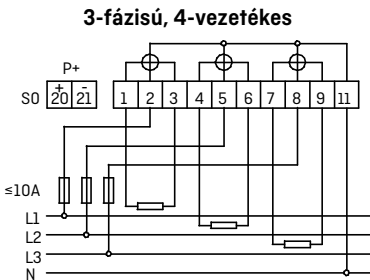 3-fázisú, 4-vezetékes
P+
+ -
S0 20 21 1 2 3 4 5 6 7 8 9 11
≤10A
L1
L2
L3
N